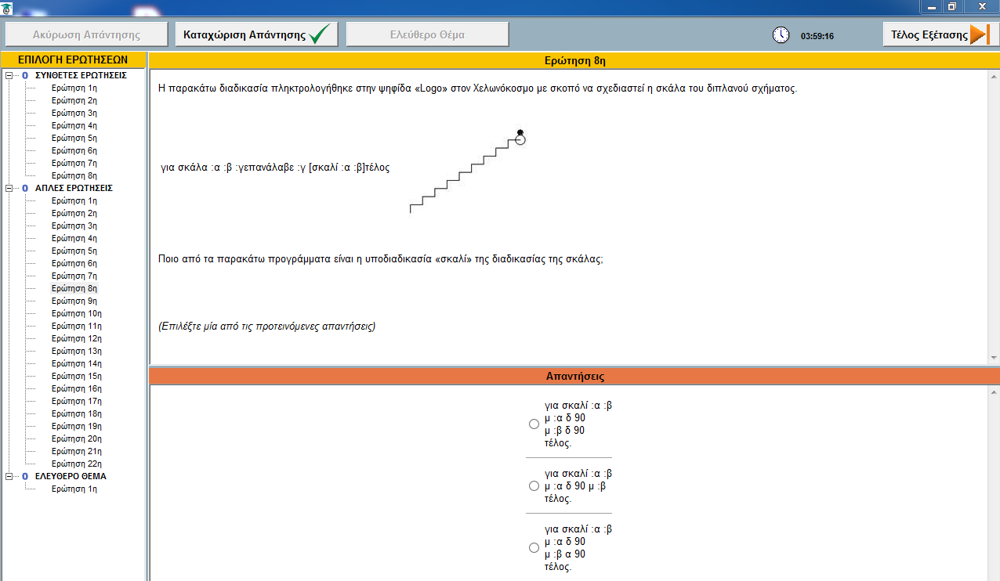 Ακύρωση Απάντησης
Καταχώριση Απάντησης
Ελεύθερο Θέμα
03:59:16
Τέλος Εξέτασης
ΕΠΙΛΟΓΗ ΕΡΩΤΗΣΕΩΝ
0 ΣΥΝΘΕΤΕΣ ΕΡΩΤΗΣΕΙΣ
Ερώτηση 1η
Ερώτηση 2η
Ερώτηση 3η
Ερώτηση 4η
Ερώτηση 5η
Ερώτηση 6η
Ερώτηση 7η
Ερώτηση 8η
0 ΑΠΛΕΣ ΕΡΩΤΗΣΕΙΣ
Ερώτηση 1η
Ερώτηση 2η
Ερώτηση 3η
Ερώτηση 4η
Ερώτηση 5η
Ερώτηση 6η
Ερώτηση 7η
Ερώτηση 8η
Ερώτηση 9η
Ερώτηση 10η
Ερώτηση 11η
Ερώτηση 12η
Ερώτηση 13η
Ερώτηση 14η
Ερώτηση 15η
Ερώτηση 16η
Ερώτηση 17η
Ερώτηση 18η
Ερώτηση 19η
Ερώτηση 20η
Ερώτηση 21η
Ερώτηση 22η
0 ΕΛΕΥΘΕΡΟ ΘΕΜΑ
Ερώτηση 1η
Ερώτηση 8η
Η παρακάτω διαδικασία πληκτρολογήθηκε στην ψηφίδα «Logo» στον Χελωνόκοσμο με σκοπό να σχεδιαστεί η σκάλα του διπλανού σχήματος.
για σκάλα :α :β :γεπανάλαβε :γ [σκαλί :α :β]τέλος
Ποιο από τα παρακάτω προγράμματα είναι η υποδιαδικασία «σκαλί» της διαδικασίας της σκάλας;
(Επιλέξτε μία από τις προτεινόμενες απαντήσεις)
Απαντήσεις
για σκαλί :α :β
μ :α δ 90
μ :β δ 90
τέλος.
για σκαλί :α :β
μ :α δ 90 μ :β
τέλος.
για σκαλί :α :β
μ :α δ 90
μ :β α 90
τέλος.